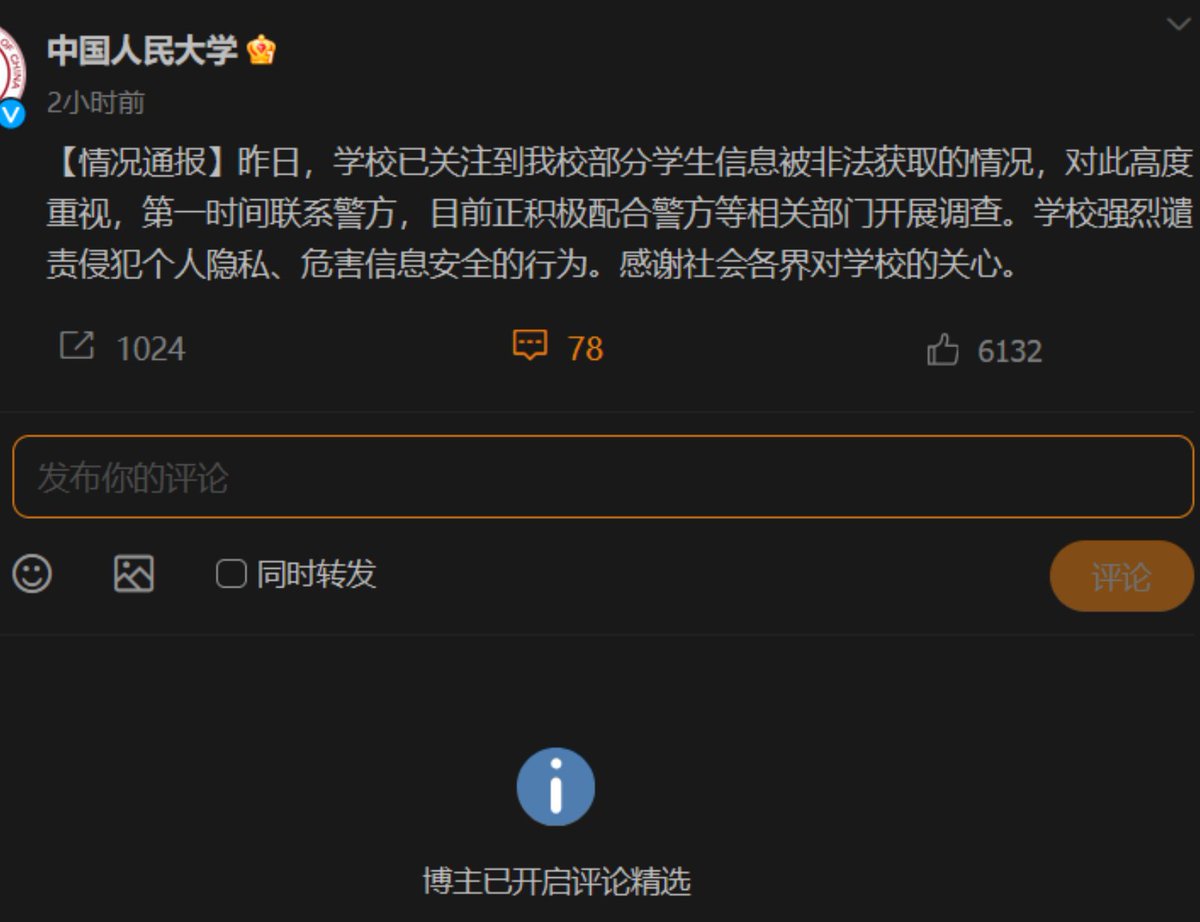 OF CHINA
中国人民大学
2小时前
【情况通报】昨日，学校已关注到我校部分学生信息被非法获取的情况，对此高度
重视，第一时间联系警方，目前正积极配合警方等相关部门开展调查。学校强烈谴
责侵犯个人隐私、危害信息安全的行为。感谢社会各界对学校的关心。
1024 78 6132
发布你的评论
同时转发 评论
博主已开启评论精选